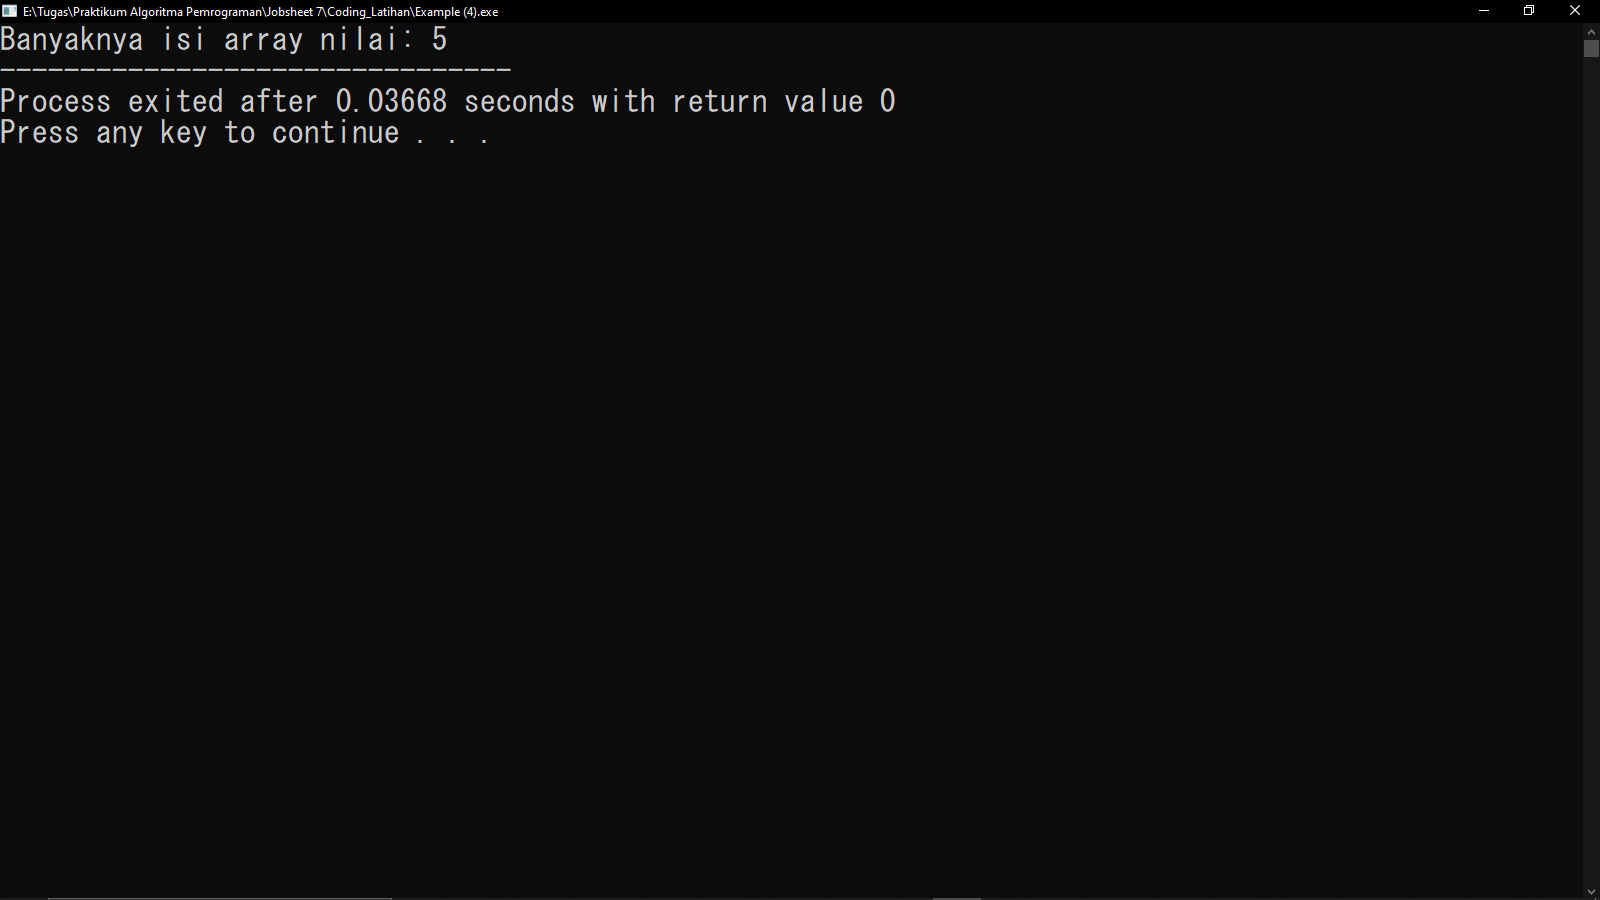 E:\Tugas\Praktikum Algoritma Pemrograman\Jobsheet 7\Coding_Latihan\Example (4).exe
Banyaknya isi array nilai: 5
--------------------------------
Process exited after 0.03668 seconds with return value 0
Press any key to continue . . .